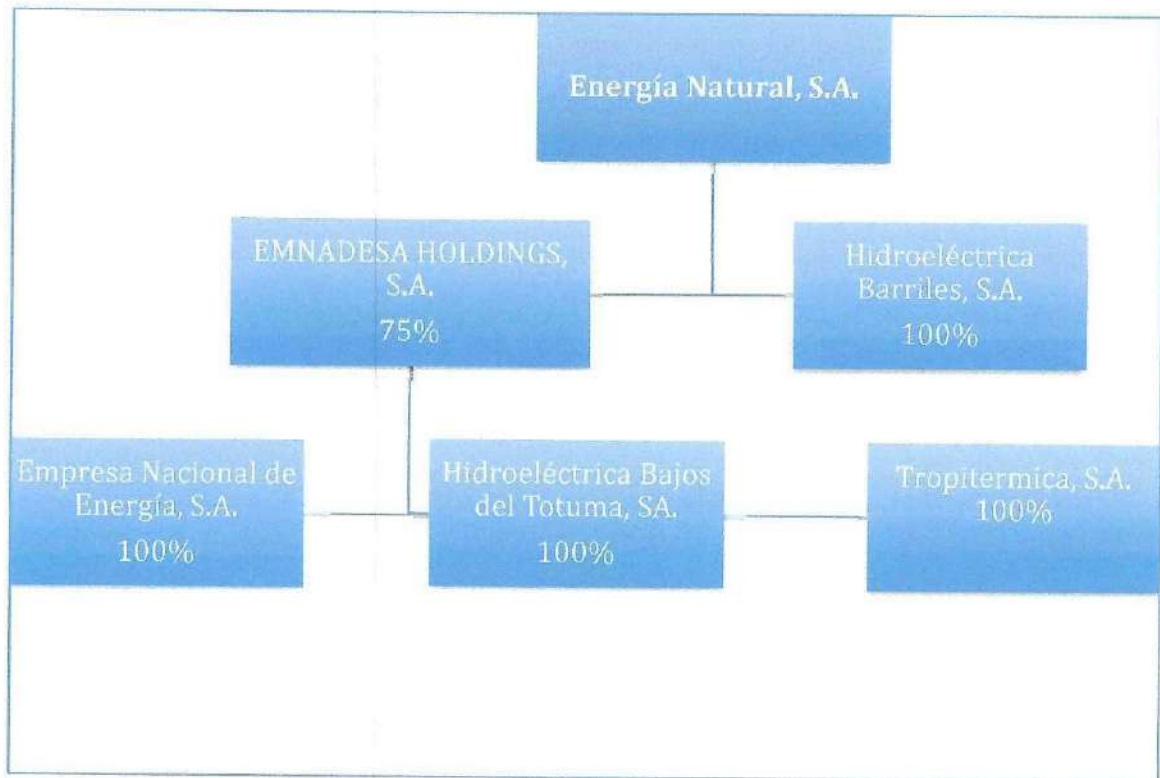 Energía Natural, S.A.
EMNADESA HOLDINGS,
S.A.
75%
Hidroeléctrica
Barriles, S.A.
100%
Empresa Nacional de
Energía, S.A.
100%
Hidroeléctrica Bajos
del Totuma, SA.
100%
Tropitermica, S.A.
100%